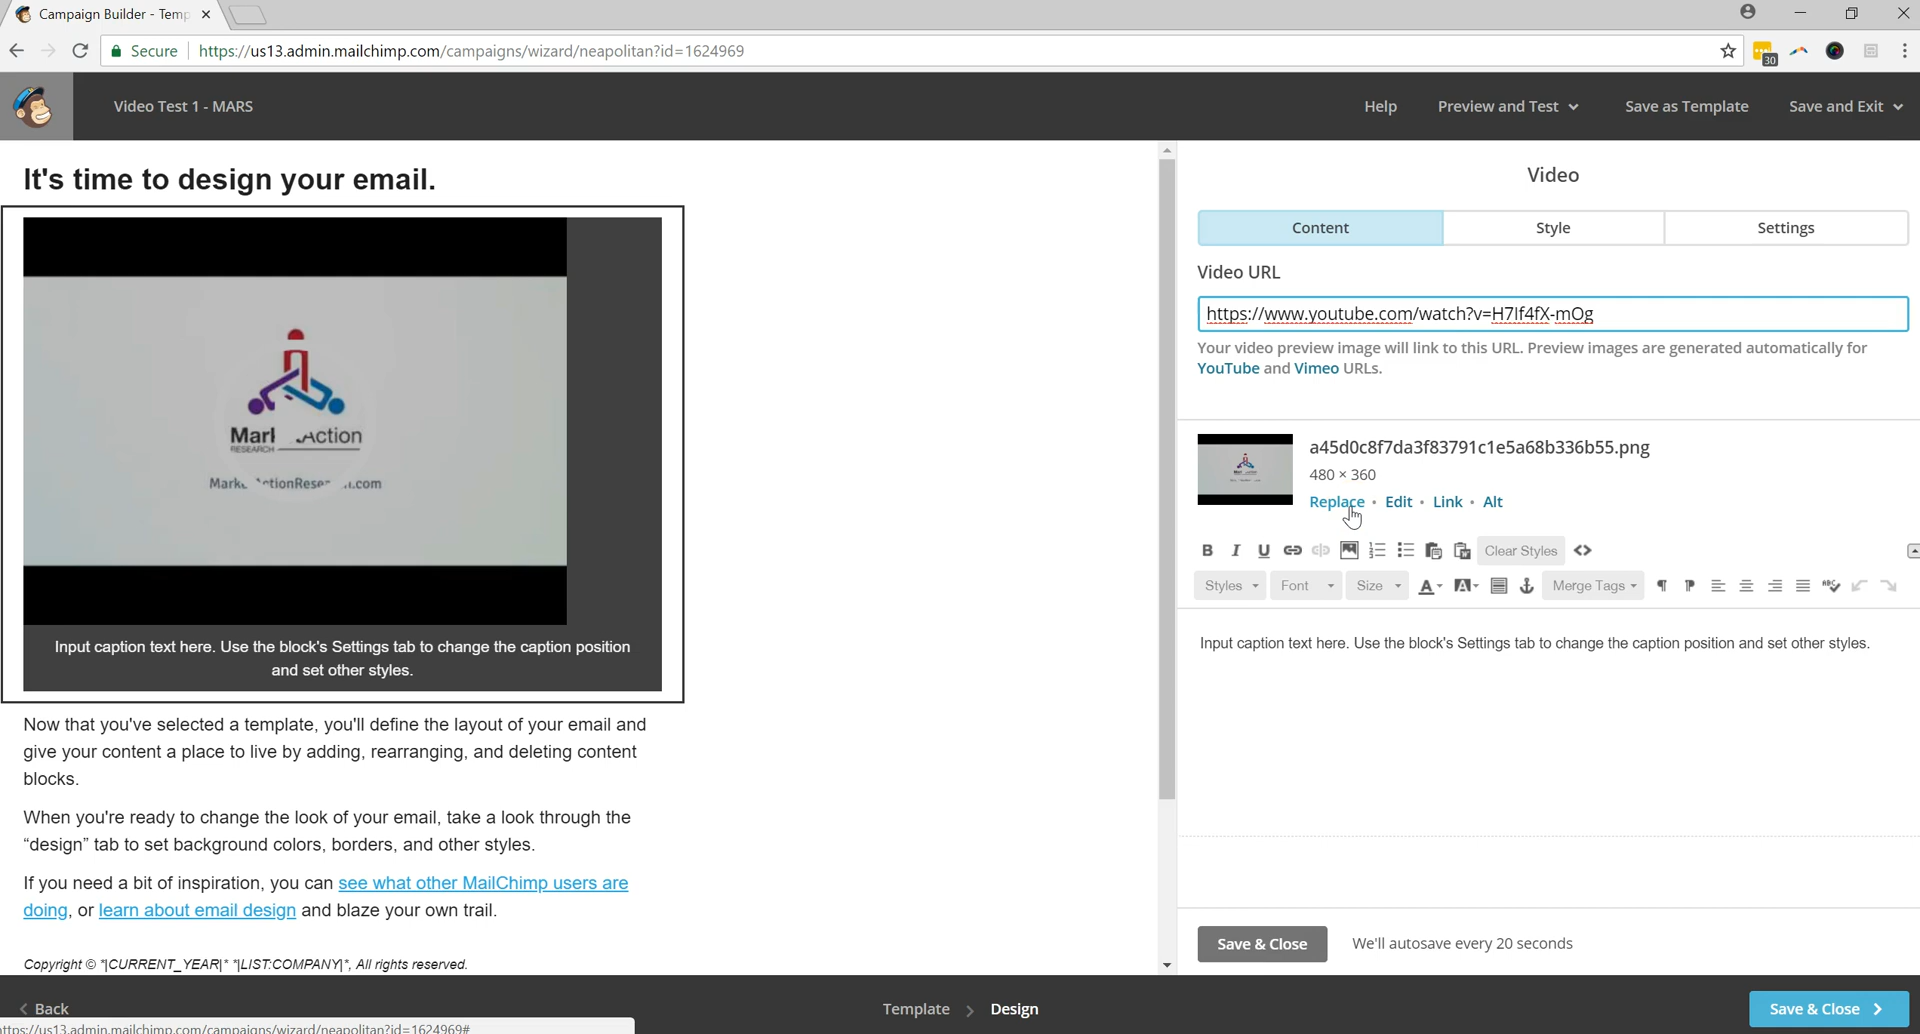 Campaign Builder - Temp
Secure
https://us13.admin.mailchimp.com/campaigns/wizard/neapolitan?id=1624969
30
Video Test 1 - MARS
Help
Preview and Test
Save as Template
Save and Exit
It's time to design your email.
Action
RESEARCH
Input caption text here. Use the block's Settings tab to change the caption position
and set other styles.
Now that you've selected a template, you'll define the layout of your email and
give your content a place to live by adding, rearranging, and deleting content
blocks.
When you're ready to change the look of your email, take a look through the
“design” tab to set background colors, borders, and other styles.
If you need a bit of inspiration, you can see what other MailChimp users are
doing, or learn about email design and blaze your own trail.
Copyright © *|CURRENT_YEAR|* *|LIST:COMPANY|*, All rights reserved.
Video
Content
Style
Settings
Video URL
https://www.youtube.com/watch?v=H7If4fX-mOg
Your video preview image will link to this URL. Preview images are generated automatically for
YouTube and Vimeo URLs.
a45d0c8f7da3f83791c1e5a68b336b55.png
480 × 360
Replace • Edit • Link • Alt
B I U Clear Styles
Styles Font Size A A Merge Tags
Input caption text here. Use the block's Settings tab to change the caption position and set other styles.
Save & Close
We'll autosave every 20 seconds
Back
Template
Design
Save & Close
ttps://us13.admin.mailchimp.com/campaigns/wizard/neapolitan?id=1624969#